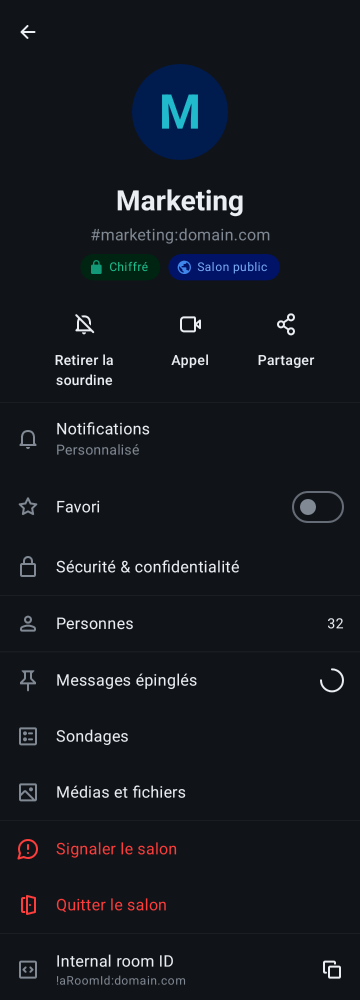 M
Marketing
#marketing:domain.com
Chiffré
Salon public
Retirer la
sourdine
Appel
Partager
Notifications
Personnalisé
Favori
Sécurité & confidentialité
Personnes
32
Messages épinglés
Sondages
Médias et fichiers
Signaler le salon
Quitter le salon
Internal room ID
!aRoomId:domain.com